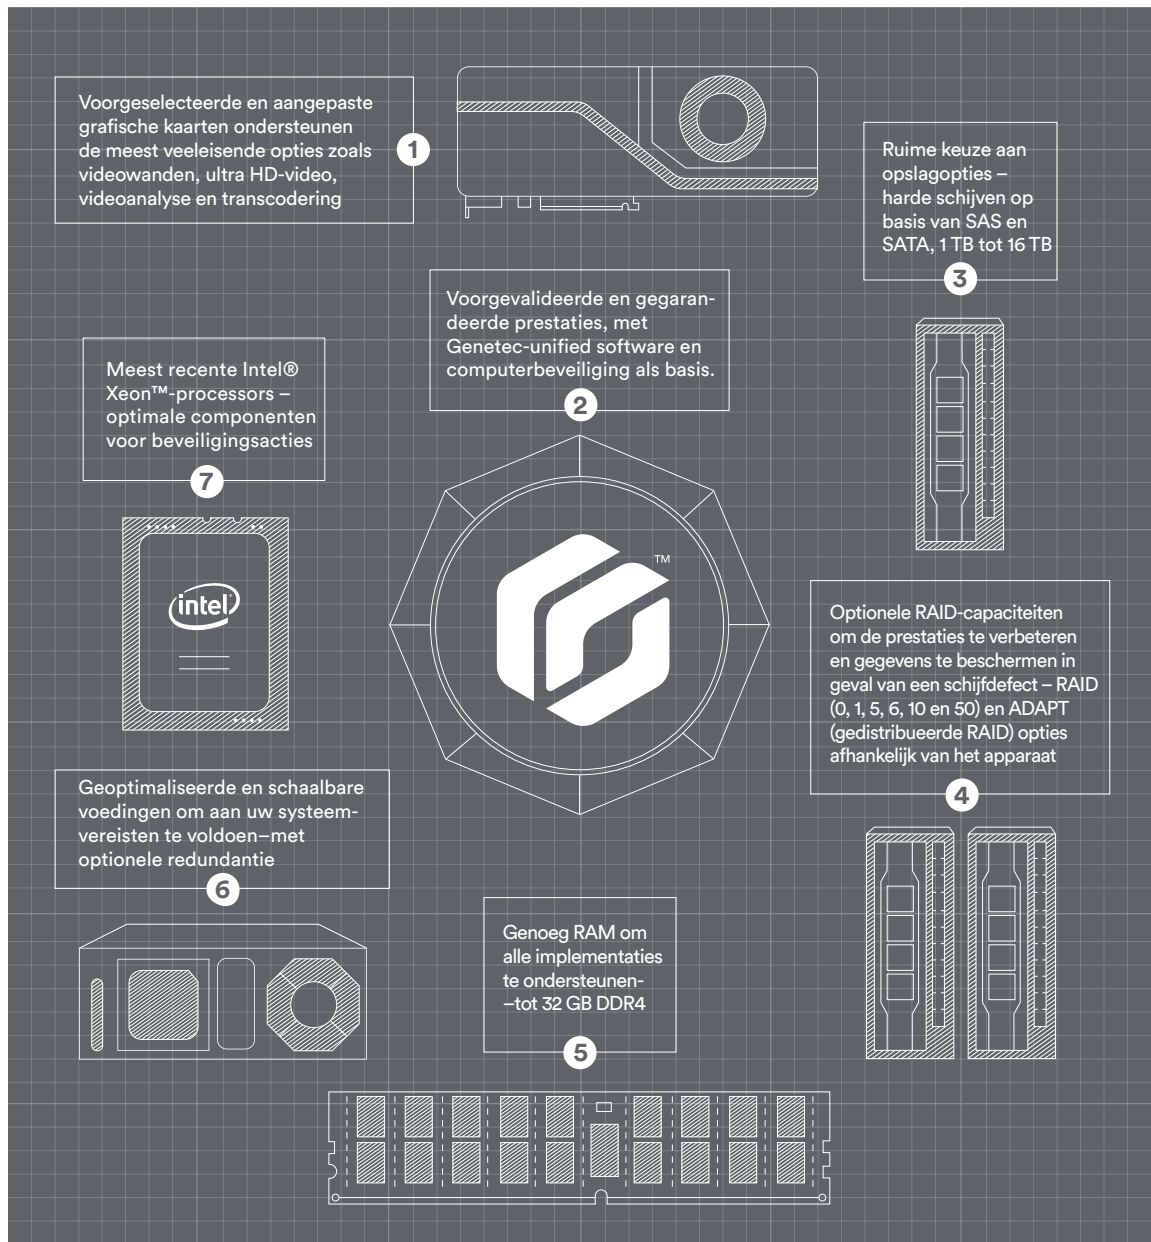 Voorgeselecteerde en aangepaste
grafische kaarten ondersteunen
de meest veeleisende opties zoals
videowanden, ultra HD-video,
videoanalyse en transcodering
1
Voorgevalideerde en gegaran-
deerde prestaties, met
Genetec-unified software en
computerbeveiliging als basis.
2
Ruime keuze aan
opslagopties –
harde schijven op
basis van SAS en
SATA, 1 TB tot 16 TB
3
Optionele RAID-capaciteiten
om de prestaties te verbeteren
en gegevens te beschermen in
geval van een schijfdefect – RAID
(0, 1, 5, 6, 10 en 50) en ADAPT
(gedistribueerde RAID) opties
afhankelijk van het apparaat
4
Genoeg RAM om
alle implementaties
te ondersteunen-
–tot 32 GB DDR4
5
Geoptimaliseerde en schaalbare
voedingen om aan uw systeem-
vereisten te voldoen–met
optionele redundantie
6
Meest recente Intel®
Xeon™-processors –
optimale componenten
voor beveiligingsacties
7
intel
TM